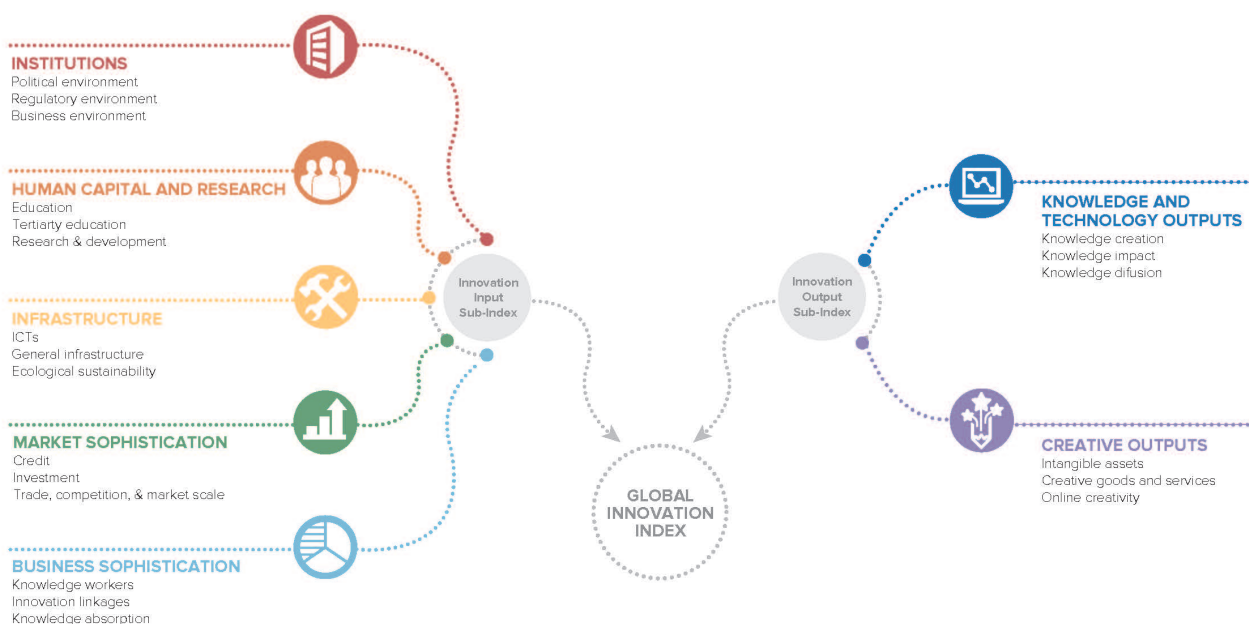 INSTITUTIONS
Political environment
Regulatory environment
Business environment
HUMAN CAPITAL AND RESEARCH
Education
Tertiarty education
Research & development
INFRASTRUCTURE
ICTs
General infrastructure
Ecological sustainability
MARKET SOPHISTICATION
Credit
Investment
Trade, competition, & market scale
BUSINESS SOPHISTICATION
Knowledge workers
Innovation linkages
Knowledge absorption
Innovation
Input
Sub-Index
GLOBAL
INNOVATION
INDEX
Innovation
Output
Sub-Index
KNOWLEDGE AND
TECHNOLOGY OUTPUTS
Knowledge creation
Knowledge impact
Knowledge difusion
CREATIVE OUTPUTS
Intangible assets
Creative goods and services
Online creativity